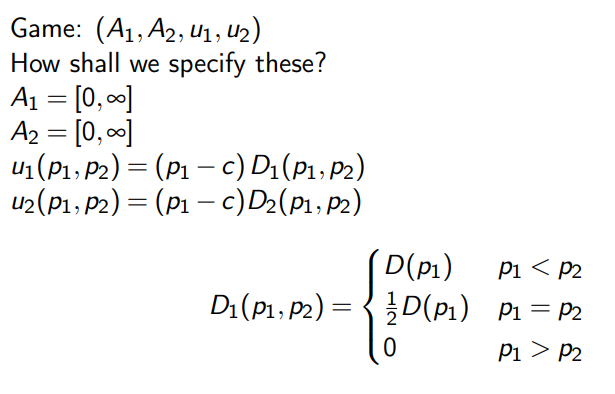 Game: (A₁, A₂, u₁, u₂)
How shall we specify these?
A₁ = [0, ∞]
A₂ = [0, ∞]
u₁(p₁, p₂) = (p₁ − c) D₁(p₁, p₂)
u₂(p₁, p₂) = (p₁ − c) D₂(p₁, p₂)
D₁(p₁, p₂) = { D(p₁) p₁ < p₂
½D(p₁) p₁ = p₂
0 p₁ > p₂